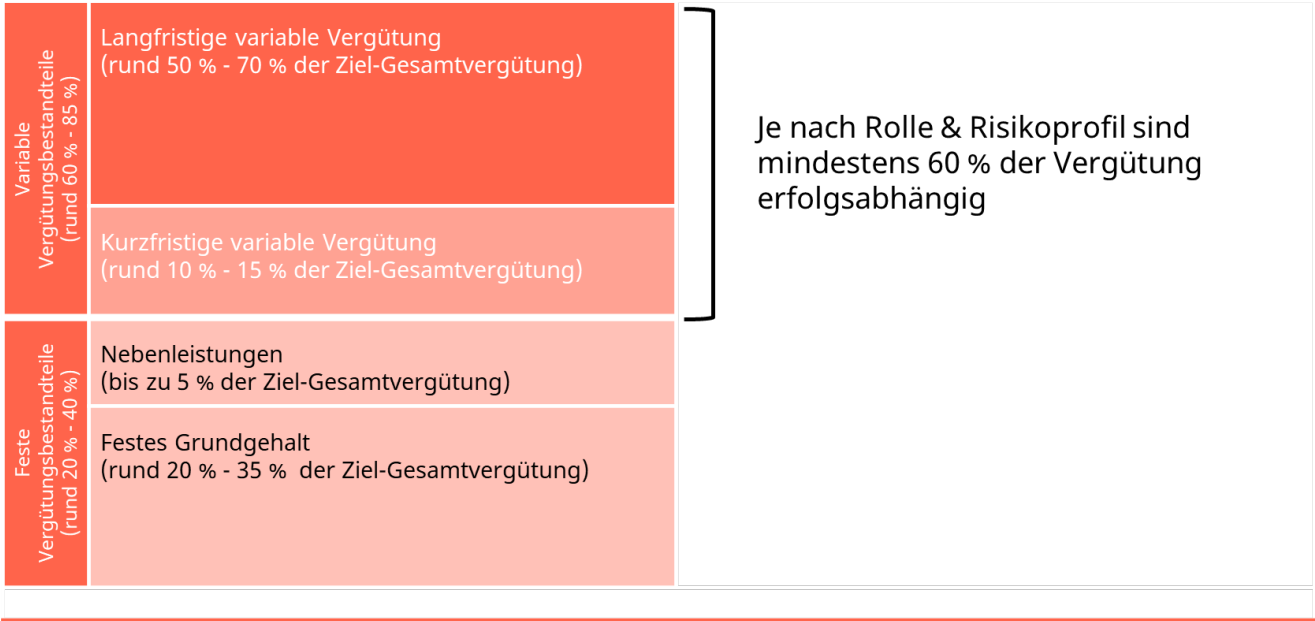 Variable
Vergütungsbestandteile
(rund 60 % - 85 %)
Langfristige variable Vergütung
(rund 50 % - 70 % der Ziel-Gesamtvergütung)
Kurzfristige variable Vergütung
(rund 10 % - 15 % der Ziel-Gesamtvergütung)
Je nach Rolle & Risikoprofil sind
mindestens 60 % der Vergütung
erfolgsabhängig
Feste
Vergütungsbestandteile
(rund 20 % - 40 %)
Nebenleistungen
(bis zu 5 % der Ziel-Gesamtvergütung)
Festes Grundgehalt
(rund 20 % - 35 % der Ziel-Gesamtvergütung)